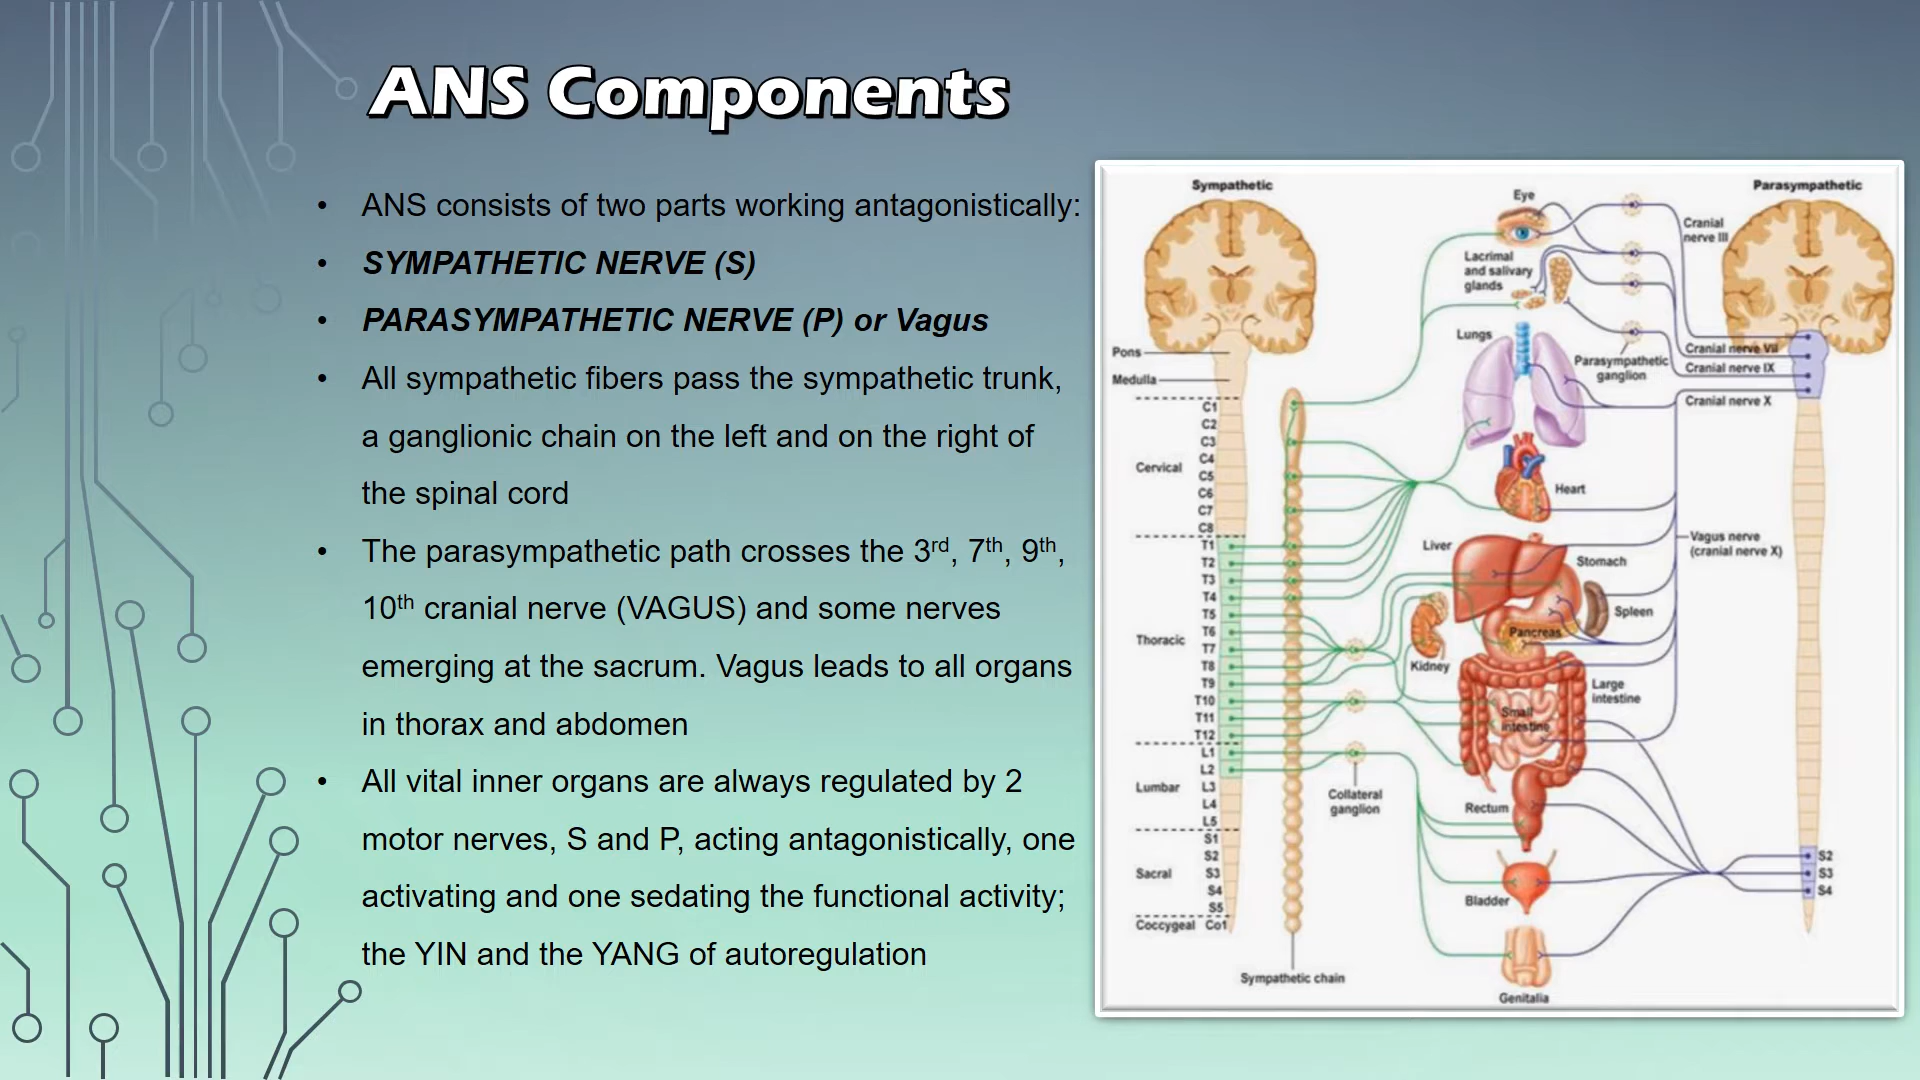 ANS Components
• ANS consists of two parts working antagonistically:
• SYMPATHETIC NERVE (S)
• PARASYMPATHETIC NERVE (P) or Vagus
• All sympathetic fibers pass the sympathetic trunk,
a ganglionic chain on the left and on the right of
the spinal cord
• The parasympathetic path crosses the 3rd, 7th, 9th,
10th cranial nerve (VAGUS) and some nerves
emerging at the sacrum. Vagus leads to all organs
in thorax and abdomen
• All vital inner organs are always regulated by 2
motor nerves, S and P, acting antagonistically, one
activating and one sedating the functional activity;
the YIN and the YANG of autoregulation
Sympathetic
Parasympathetic
Eye
Cranial
nerve III
Lacrimal
and salivary
glands
Lungs
Parasympathetic
ganglion
Cranial nerve VII
Cranial nerve IX
Cranial nerve X
Pons
Medulla
C1
C2
C3
C4
Cervical
C5
C6
C7
C8
Heart
T1
T2
T3
T4
T5
T6
Thoracic
T7
T8
T9
T10
T11
T12
Liver
Stomach
Vagus nerve
(cranial nerve X)
Spleen
Pancreas
Kidney
Large
intestine
Small
intestine
L1
L2
Lumbar
L3
L4
L5
Collateral
ganglion
Rectum
S1
S2
Sacral
S3
S4
S5
Coccygeal Co1
S2
S3
S4
Bladder
Sympathetic chain
Genitalia